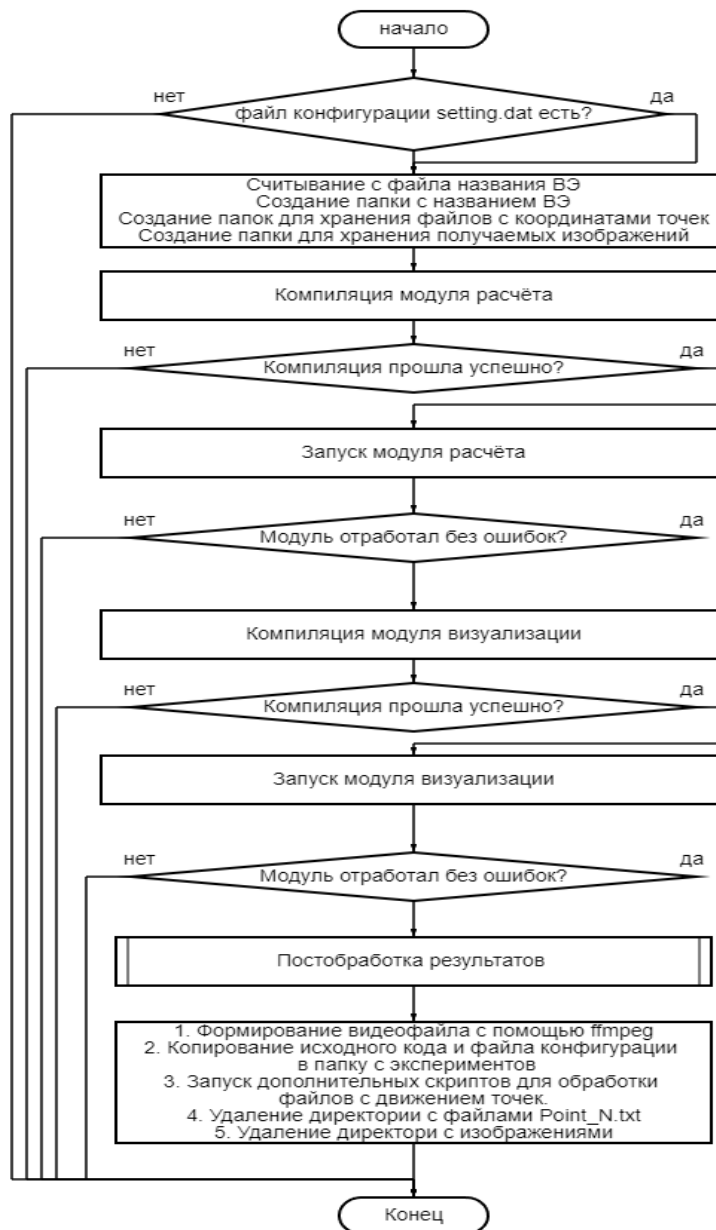 начало
нет
да
файл конфигурации setting.dat есть?
Считывание с файла названия ВЭ
Создание папки с названием ВЭ
Создание папок для хранения файлов с координатами точек
Создание папки для хранения получаемых изображений
Компиляция модуля расчёта
нет
да
Компиляция прошла успешно?
Запуск модуля расчёта
нет
да
Модуль отработал без ошибок?
Компиляция модуля визуализации
нет
да
Компиляция прошла успешно?
Запуск модуля визуализации
нет
да
Модуль отработал без ошибок?
Постобработка результатов
1. Формирование видеофайла с помощью ffmpeg
2. Копирование исходного кода и файла конфигурации
в папку с экспериментов
3. Запуск дополнительных скриптов для обработки
файлов с движением точек.
4. Удаление директории с файлами Point_N.txt
5. Удаление директори с изображениями
Конец